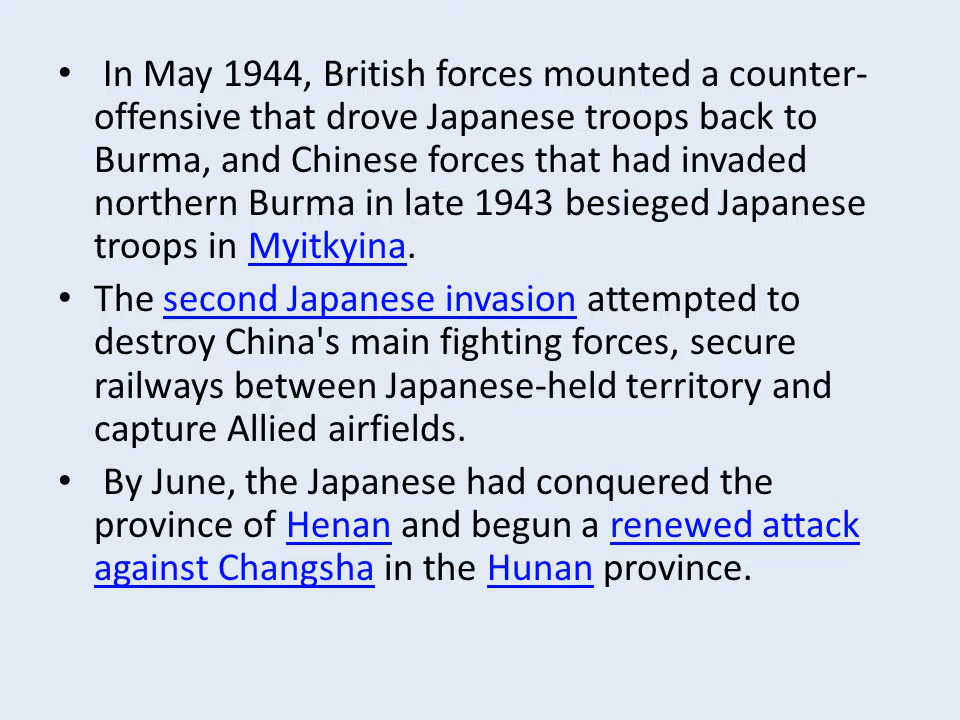 • In May 1944, British forces mounted a counter-
offensive that drove Japanese troops back to
Burma, and Chinese forces that had invaded
northern Burma in late 1943 besieged Japanese
troops in Myitkyina.
• The second Japanese invasion attempted to
destroy China's main fighting forces, secure
railways between Japanese-held territory and
capture Allied airfields.
• By June, the Japanese had conquered the
province of Henan and begun a renewed attack
against Changsha in the Hunan province.